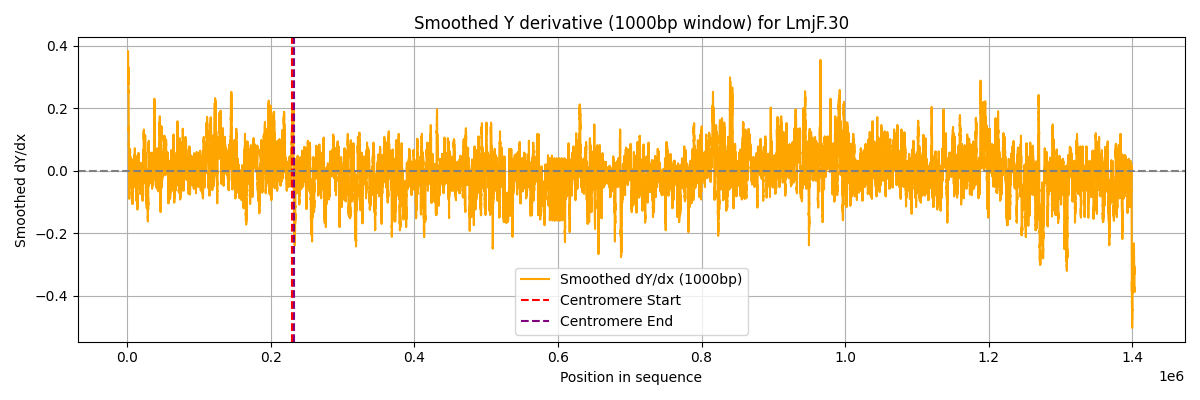 Smoothed Y derivative (1000bp window) for LmjF.30
0.4
0.2
0.0
−0.2
−0.4
Smoothed dY/dx
Smoothed dY/dx (1000bp)
Centromere Start
Centromere End
0.0 0.2 0.4 0.6 0.8 1.0 1.2 1.4
1e6
Position in sequence